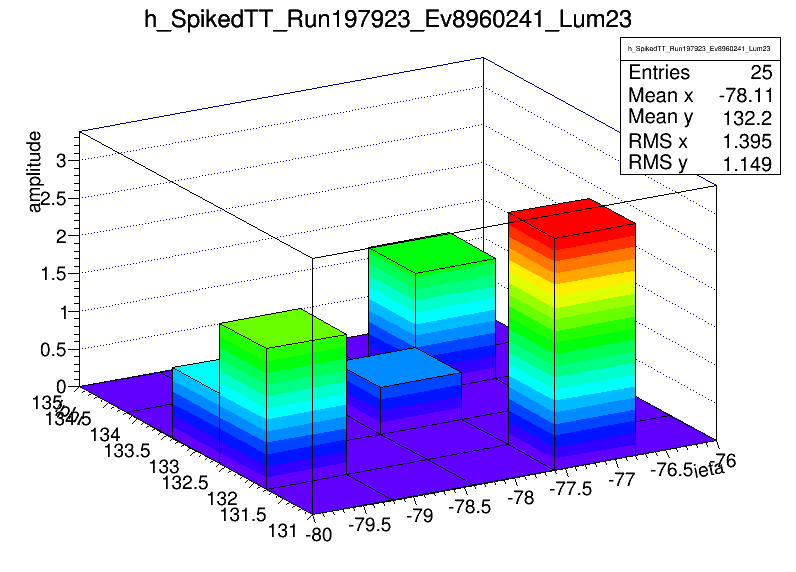 h_SpikedTT_Run197923_Ev8960241_Lum23
h_SpikedTT_Run197923_Ev8960241_Lum23
Entries 25
Mean x -78.11
Mean y 132.2
RMS x 1.395
RMS y 1.149
amplitude
3
2.5
2
1.5
1
0.5
0
135
134.5
134
133.5
133
132.5
132
131.5
131
-80
-79.5
-79
-78.5
-78
-77.5
-77
-76.5
-76
ieta